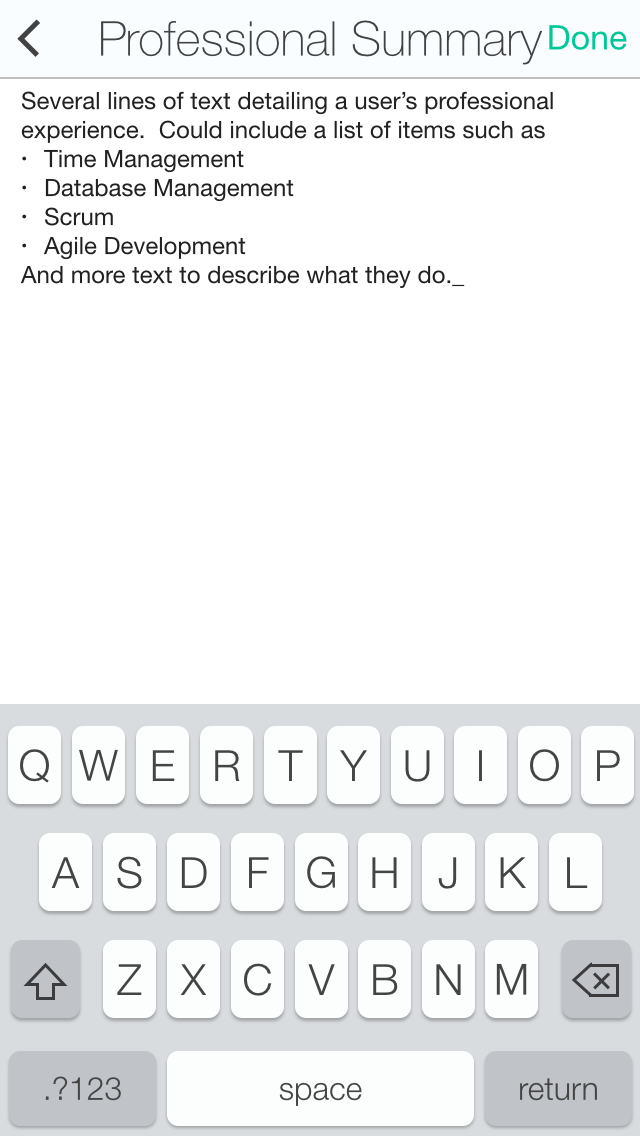 Professional Summary Done
Several lines of text detailing a user’s professional
experience.  Could include a list of items such as
· Time Management
· Database Management
· Scrum
· Agile Development
And more text to describe what they do._
Q W E R T Y U I O P
A S D F G H J K L
Z X C V B N M
.?123 space return